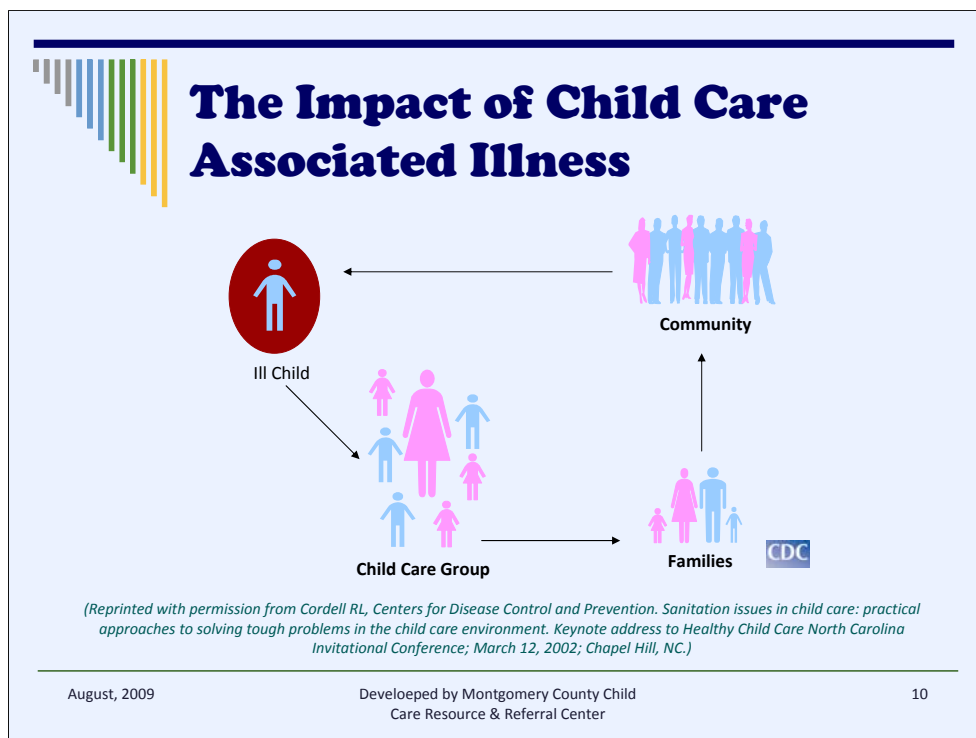 The Impact of Child Care
Associated Illness
Community
Ill Child
Child Care Group
Families
CDC
(Reprinted with permission from Cordell RL, Centers for Disease Control and Prevention. Sanitation issues in child care: practical
approaches to solving tough problems in the child care environment. Keynote address to Healthy Child Care North Carolina
Invitational Conference; March 12, 2002; Chapel Hill, NC.)
August, 2009
Develoeped by Montgomery County Child
Care Resource & Referral Center
10